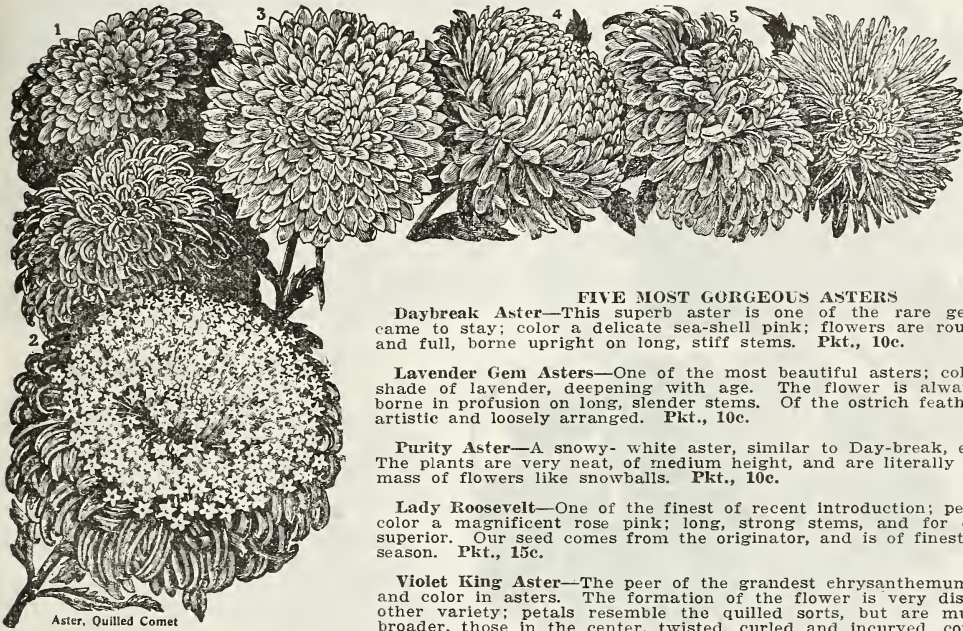 1
3
4
5
2
Aster, Quilled Comet
FIVE MOST GORGEOUS ASTERS
Daybreak Aster—This superb aster is one of the rare
came to stay; color a delicate sea-shell pink; flowers are
and full, borne upright on long, stiff stems. Pkt., 10c.
Lavender Gem Asters—One of the most beautiful asters;
shade of lavender, deepening with age. The flower is
borne in profusion on long, slender stems. Of the ostrich
artistic and loosely arranged. Pkt., 10c.
Purity Aster—A snowy- white aster, similar to Day-break,
The plants are very neat, of medium height, and are literally
mass of flowers like snowballs. Pkt., 10c.
Lady Roosevelt—One of the finest of recent introduction;
color a magnificent rose pink; long, strong stems, and for
superior. Our seed comes from the originator, and is of finest
season. Pkt., 15c.
Violet King Aster—The peer of the grandest
and color in asters. The formation of the flower is very
other variety; petals resemble the quilled sorts, but are
broader, those in the center, twisted, curled and incurved,